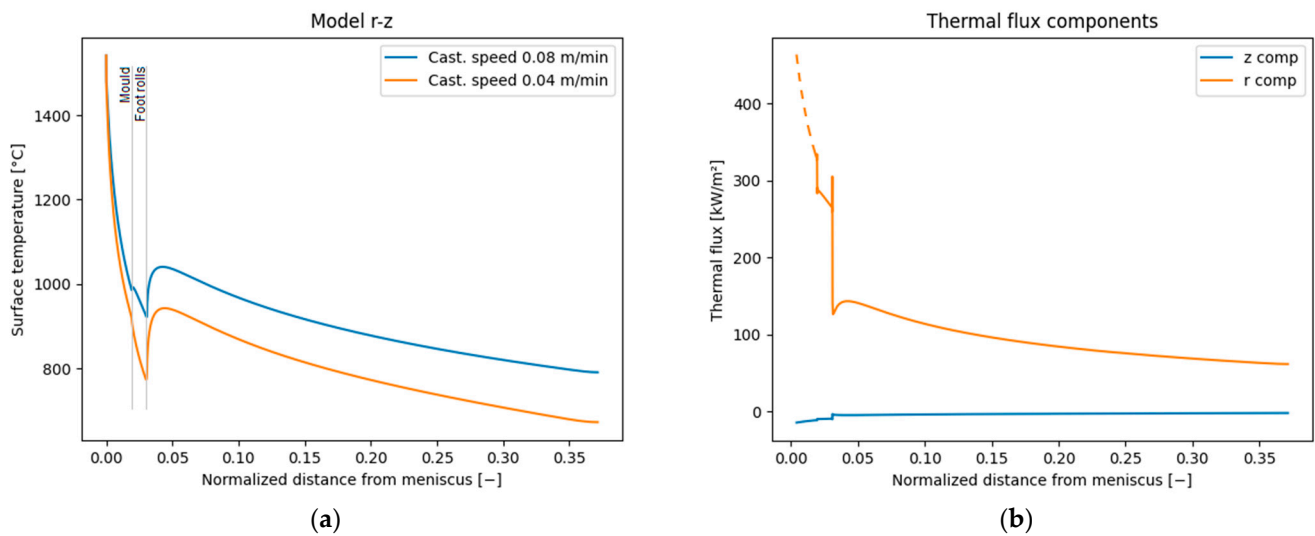 Model r-z
Surface temperature [°C]
1400
1200
1000
800
Mould
Foot rolls
Cast. speed 0.08 m/min
Cast. speed 0.04 m/min
0.00 0.05 0.10 0.15 0.20 0.25 0.30 0.35
Normalized distance from meniscus [−]
(a)
Thermal flux components
Thermal flux [kW/m²]
400
300
200
100
0
z comp
r comp
0.00 0.05 0.10 0.15 0.20 0.25 0.30 0.35
Normalized distance from meniscus [−]
(b)